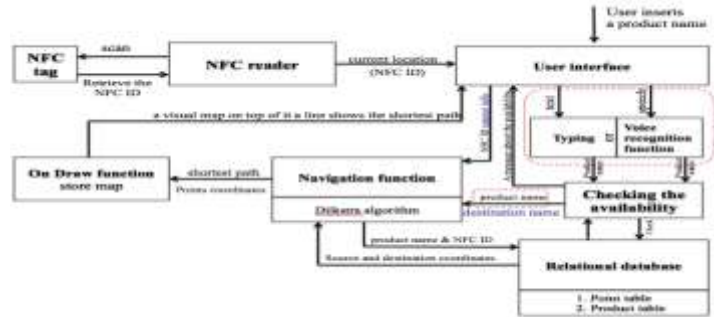 User inserts
a product name
NFC
tag
scan
Retrieve the
NFC ID
NFC reader
current location
(NFC ID)
User interface
a visual map on top of it a line shows the shortest path
text
speech
Typing
or
Voice
recognition
function
On Draw function
store map
shortest path
Points coordinates
Navigation function
Dijkstra algorithm
product name
destination name
Checking the
availability
product name & NFC ID
Source and destination coordinates
Relational database
1. Point table
2. Product table